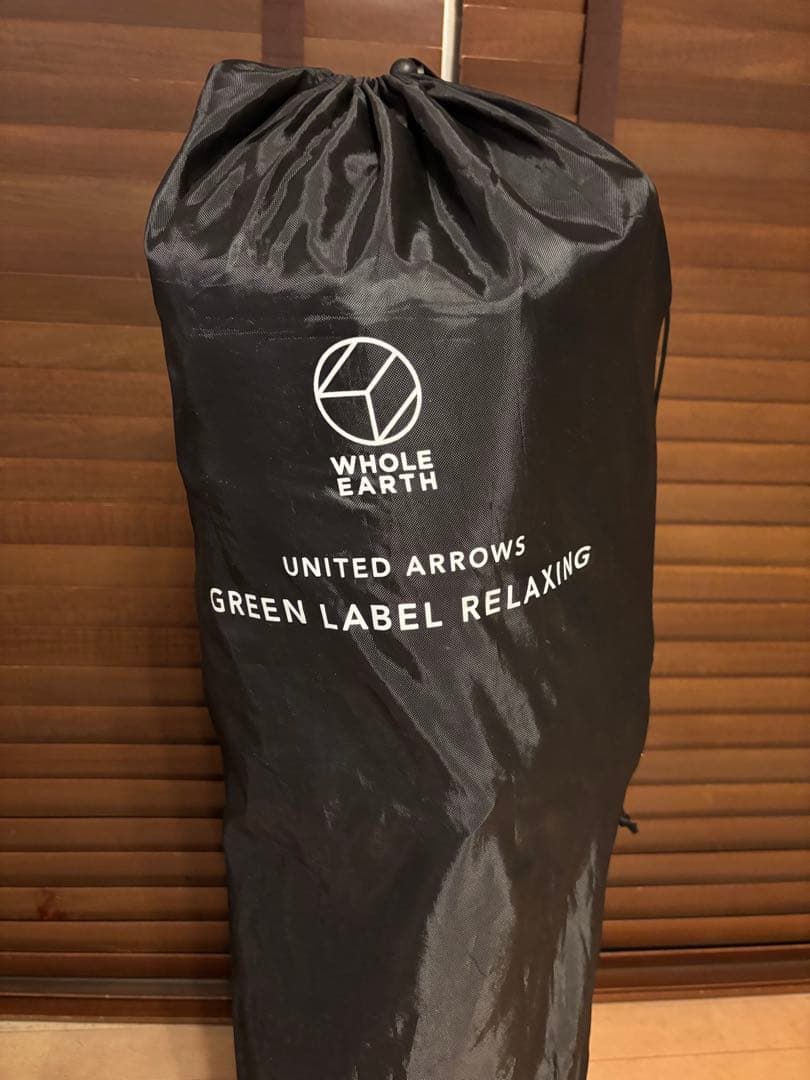 WHOLE
EARTH
UNITED ARROWS
GREEN LABEL RELAXING